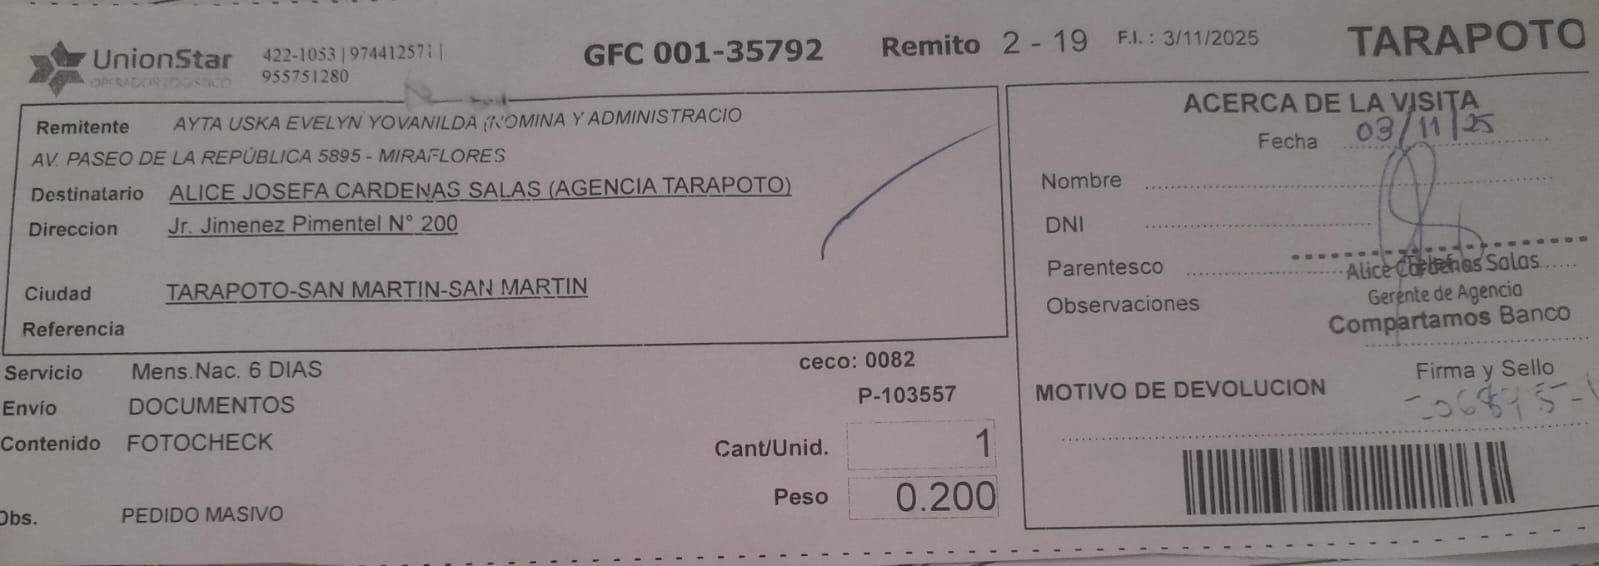 UnionStar
OPERADOR LOGISTICO
422-1053 | 974412571 |
955751280
GFC 001-35792
Remito 2 - 19
F.I. : 3/11/2025
TARAPOTO
Remitente AYTA USKA EVELYN YOVANILDA (NOMINA Y ADMINISTRACIO
AV. PASEO DE LA REPÚBLICA 5895 - MIRAFLORES
Destinatario ALICE JOSEFA CARDENAS SALAS (AGENCIA TARAPOTO)
Direccion Jr. Jimenez Pimentel N° 200
Ciudad TARAPOTO-SAN MARTIN-SAN MARTIN
Referencia
Servicio Mens.Nac. 6 DIAS
Envío DOCUMENTOS
Contenido FOTOCHECK
Obs. PEDIDO MASIVO
ceco: 0082
P-103557
Cant/Unid. 1
Peso 0.200
ACERCA DE LA VISITA
Fecha 03/11/25
Nombre
DNI
Parentesco
Observaciones
Alice Cardenas Salas
Gerente de Agencia
Compartamos Banco
Firma y Sello
MOTIVO DE DEVOLUCION